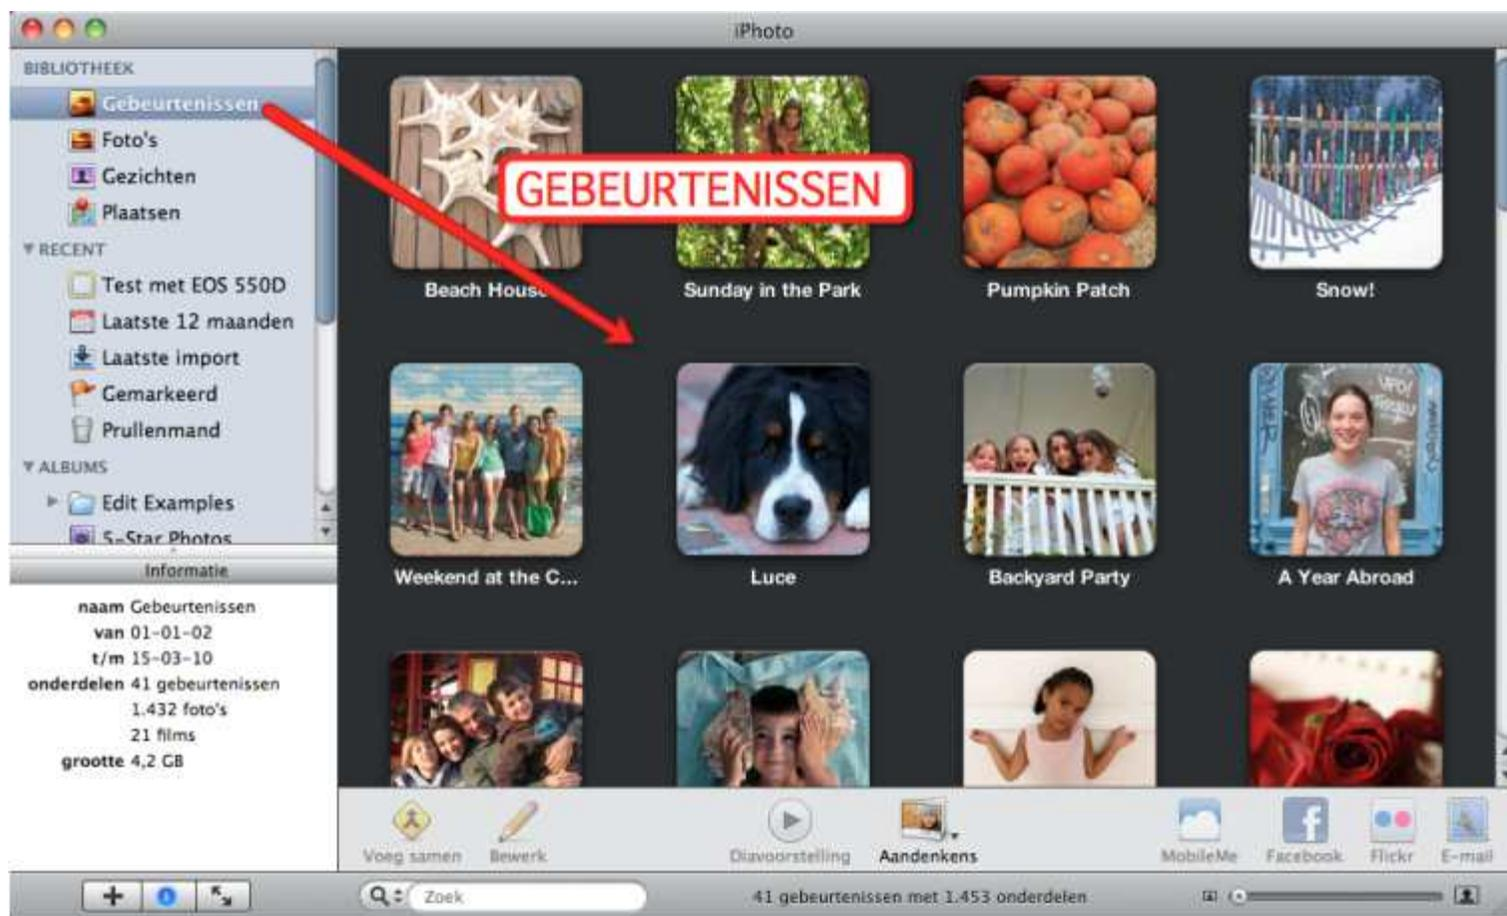 iPhoto
BIBLIOTHEEK
Gebeurtenissen
Foto's
Gezichten
Plaatsen
RECENT
Test met EOS 550D
Laatste 12 maanden
Laatste import
Gemarkeerd
Prullenmand
ALBUMS
Edit Examples
5-Star Photos
Informatie
naam Gebeurtenissen
van 01-01-02
t/m 15-03-10
onderdelen 41 gebeurtenissen
1.432 foto's
21 films
grootte 4,2 GB
GEBEURTENISSEN
Beach House
Sunday in the Park
Pumpkin Patch
Snow!
Weekend at the C...
Luce
Backyard Party
A Year Abroad
Voeg samen
Bewerk
Diavoorstelling
Aandenkens
MobileMe
Facebook
Flickr
E-mail
Zoek
41 gebeurtenissen met 1.453 onderdelen